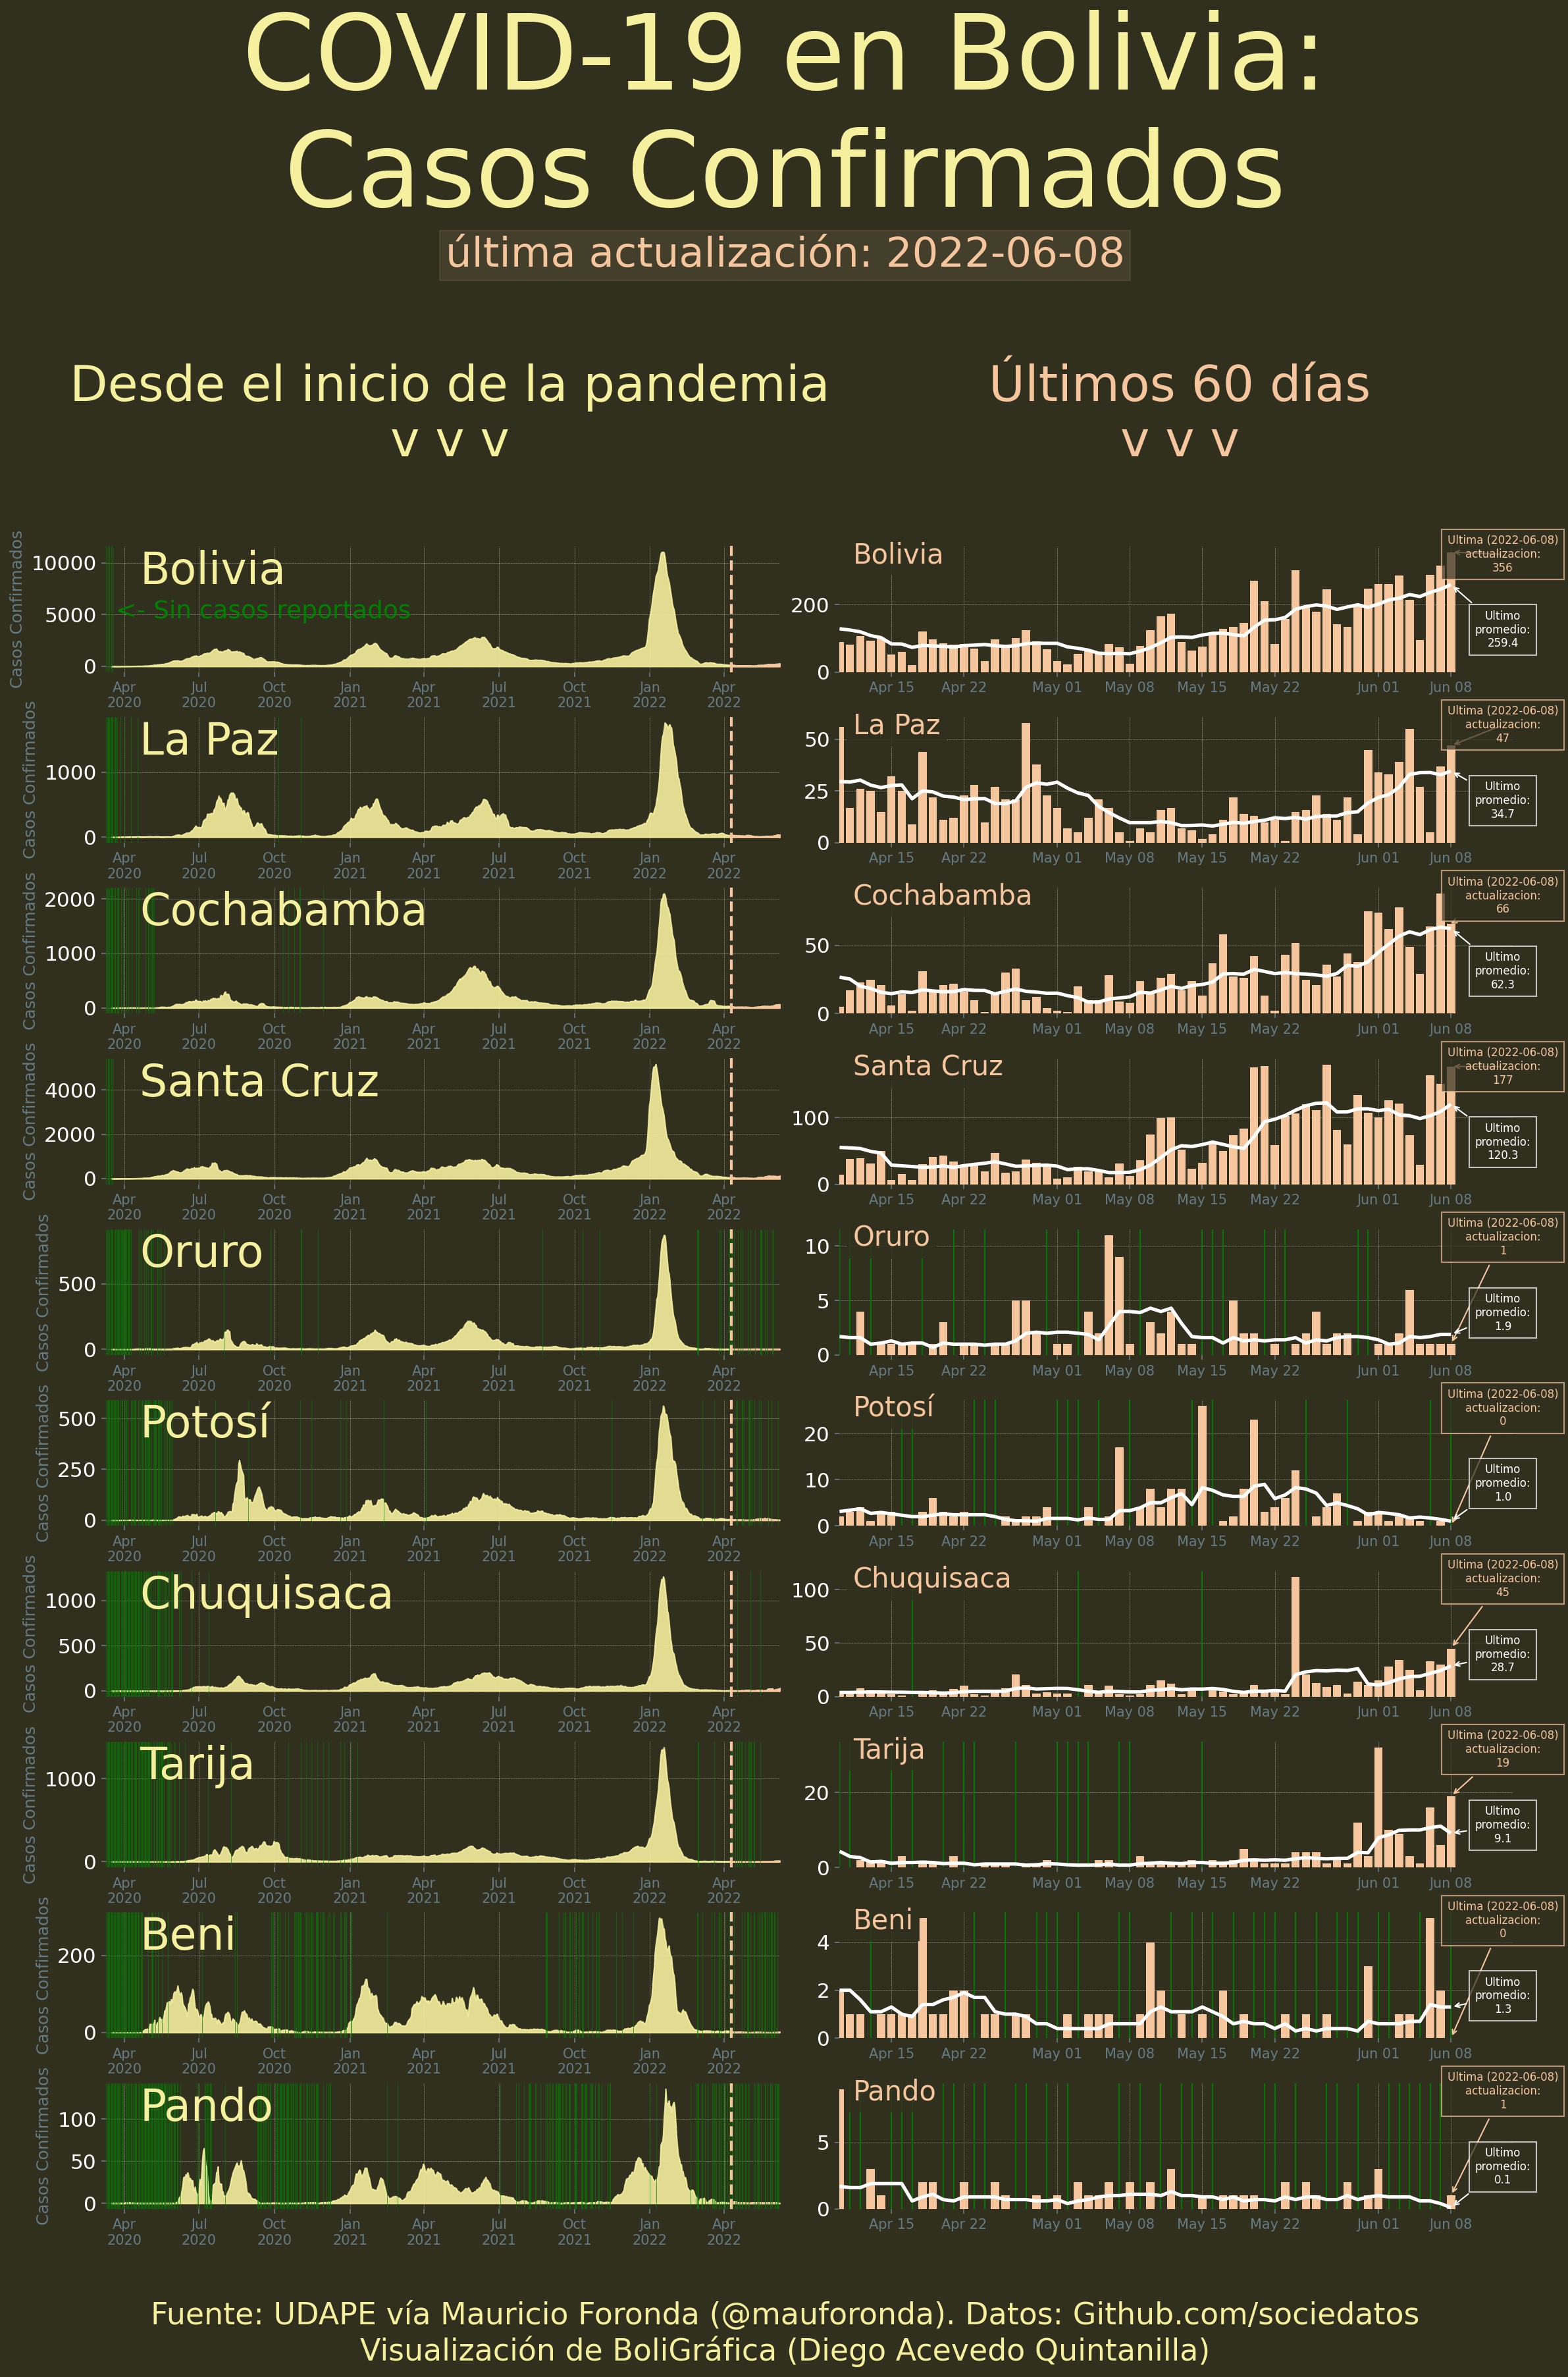 COVID-19 en Bolivia:
Casos Confirmados
última actualización: 2022-06-08
Desde el inicio de la pandemia
v v v
Últimos 60 días
v v v
Casos Confirmados
10000
5000
0
Bolivia
<- Sin casos reportados
Apr Jul Oct Jan Apr Jul Oct Jan Apr
2020 2020 2020 2021 2021 2021 2021 2022 2022
Bolivia
200
0
Apr 15 Apr 22 May 01 May 08 May 15 May 22 Jun 01 Jun 08
Ultima (2022-06-08)
actualizacion:
356
Ultimo
promedio:
259.4
Casos Confirmados
1000
0
La Paz
Apr Jul Oct Jan Apr Jul Oct Jan Apr
2020 2020 2020 2021 2021 2021 2021 2022 2022
La Paz
50
25
0
Apr 15 Apr 22 May 01 May 08 May 15 May 22 Jun 01 Jun 08
Ultima (2022-06-08)
actualizacion:
47
Ultimo
promedio:
34.7
Casos Confirmados
2000
1000
0
Cochabamba
Apr Jul Oct Jan Apr Jul Oct Jan Apr
2020 2020 2020 2021 2021 2021 2021 2022 2022
Cochabamba
50
0
Apr 15 Apr 22 May 01 May 08 May 15 May 22 Jun 01 Jun 08
Ultima (2022-06-08)
actualizacion:
66
Ultimo
promedio:
62.3
Casos Confirmados
4000
2000
0
Santa Cruz
Apr Jul Oct Jan Apr Jul Oct Jan Apr
2020 2020 2020 2021 2021 2021 2021 2022 2022
Santa Cruz
100
0
Apr 15 Apr 22 May 01 May 08 May 15 May 22 Jun 01 Jun 08
Ultima (2022-06-08)
actualizacion:
177
Ultimo
promedio:
120.3
Casos Confirmados
500
0
Oruro
Apr Jul Oct Jan Apr Jul Oct Jan Apr
2020 2020 2020 2021 2021 2021 2021 2022 2022
Oruro
10
5
0
Apr 15 Apr 22 May 01 May 08 May 15 May 22 Jun 01 Jun 08
Ultima (2022-06-08)
actualizacion:
1
Ultimo
promedio:
1.9
Casos Confirmados
500
250
0
Potosí
Apr Jul Oct Jan Apr Jul Oct Jan Apr
2020 2020 2020 2021 2021 2021 2021 2022 2022
Potosí
20
10
0
Apr 15 Apr 22 May 01 May 08 May 15 May 22 Jun 01 Jun 08
Ultima (2022-06-08)
actualizacion:
0
Ultimo
promedio:
1.0
Casos Confirmados
1000
500
0
Chuquisaca
Apr Jul Oct Jan Apr Jul Oct Jan Apr
2020 2020 2020 2021 2021 2021 2021 2022 2022
Chuquisaca
100
50
0
Apr 15 Apr 22 May 01 May 08 May 15 May 22 Jun 01 Jun 08
Ultima (2022-06-08)
actualizacion:
45
Ultimo
promedio:
28.7
Casos Confirmados
1000
0
Tarija
Apr Jul Oct Jan Apr Jul Oct Jan Apr
2020 2020 2020 2021 2021 2021 2021 2022 2022
Tarija
20
0
Apr 15 Apr 22 May 01 May 08 May 15 May 22 Jun 01 Jun 08
Ultima (2022-06-08)
actualizacion:
19
Ultimo
promedio:
9.1
Casos Confirmados
200
0
Beni
Apr Jul Oct Jan Apr Jul Oct Jan Apr
2020 2020 2020 2021 2021 2021 2021 2022 2022
Beni
4
2
0
Apr 15 Apr 22 May 01 May 08 May 15 May 22 Jun 01 Jun 08
Ultima (2022-06-08)
actualizacion:
0
Ultimo
promedio:
1.3
Casos Confirmados
100
50
0
Pando
Apr Jul Oct Jan Apr Jul Oct Jan Apr
2020 2020 2020 2021 2021 2021 2021 2022 2022
Pando
5
0
Apr 15 Apr 22 May 01 May 08 May 15 May 22 Jun 01 Jun 08
Ultima (2022-06-08)
actualizacion:
1
Ultimo
promedio:
0.1
Fuente: UDAPE vía Mauricio Foronda (@mauforonda). Datos: Github.com/sociedatos
Visualización de BoliGráfica (Diego Acevedo Quintanilla)